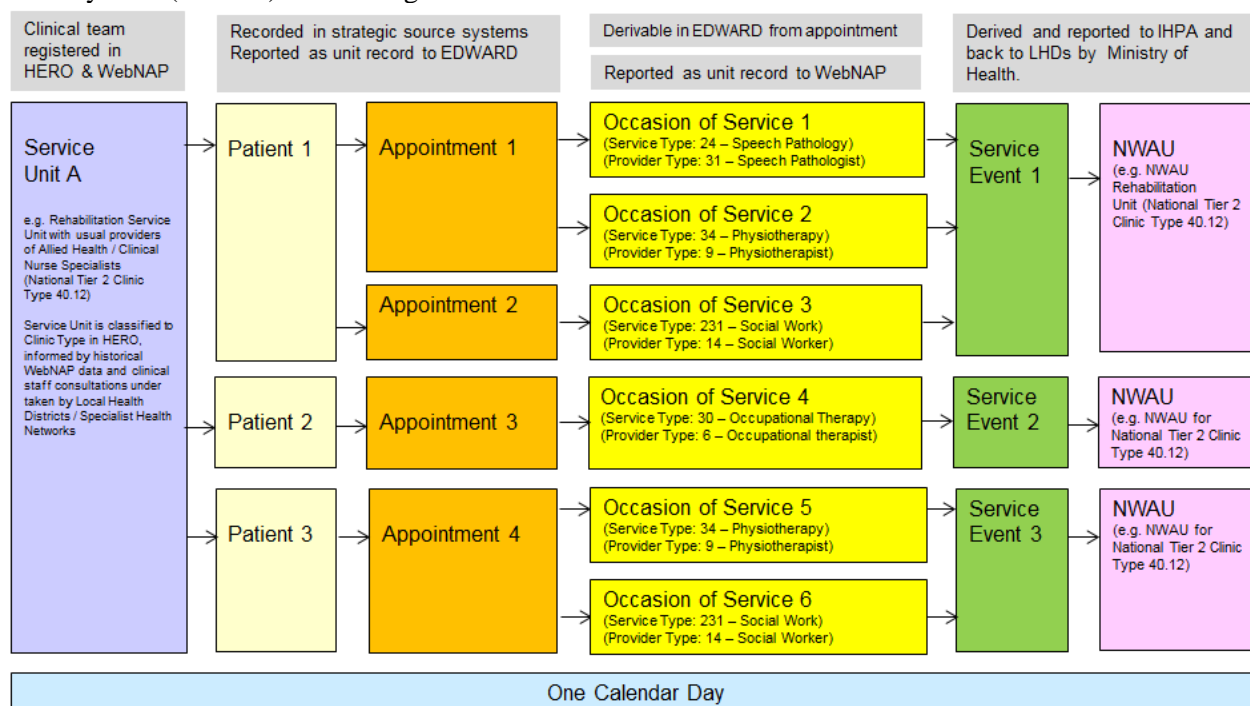 Clinical team
registered in
HERO & WebNAP
Recorded in strategic source systems
Reported as unit record to EDWARD
Derivable in EDWARD from appointment
Reported as unit record to WebNAP
Derived and reported to IHPA and
back to LHDs by Ministry of
Health.
Service
Unit A
e.g. Rehabilitation Service
Unit with usual providers
of Allied Health / Clinical
Nurse Specialists
(National Tier 2 Clinic
Type 40.12)
Service Unit is classified to
Clinic Type in HERO,
informed by historical
WebNAP data and clinical
staff consultations under
taken by Local Health
Districts / Specialist Health
Networks
Patient 1
Appointment 1
Occasion of Service 1
(Service Type: 24 – Speech Pathology)
(Provider Type: 31 – Speech Pathologist)
Occasion of Service 2
(Service Type: 34 – Physiotherapy)
(Provider Type: 9 – Physiotherapist)
Appointment 2
Occasion of Service 3
(Service Type: 231 – Social Work)
(Provider Type: 14 – Social Worker)
Service
Event 1
NWAU
(e.g. NWAU
Rehabilitation
Unit (National Tier 2
Clinic Type 40.12)
Patient 2
Appointment 3
Occasion of Service 4
(Service Type: 30 – Occupational Therapy)
(Provider Type: 6 – Occupational therapist)
Service
Event 2
NWAU
(e.g. NWAU for
National Tier 2 Clinic
Type 40.12)
Patient 3
Appointment 4
Occasion of Service 5
(Service Type: 34 – Physiotherapy)
(Provider Type: 9 – Physiotherapist)
Occasion of Service 6
(Service Type: 231 – Social Work)
(Provider Type: 14 – Social Worker)
Service
Event 3
NWAU
(e.g. NWAU for
National Tier 2 Clinic
Type 40.12)
One Calendar Day